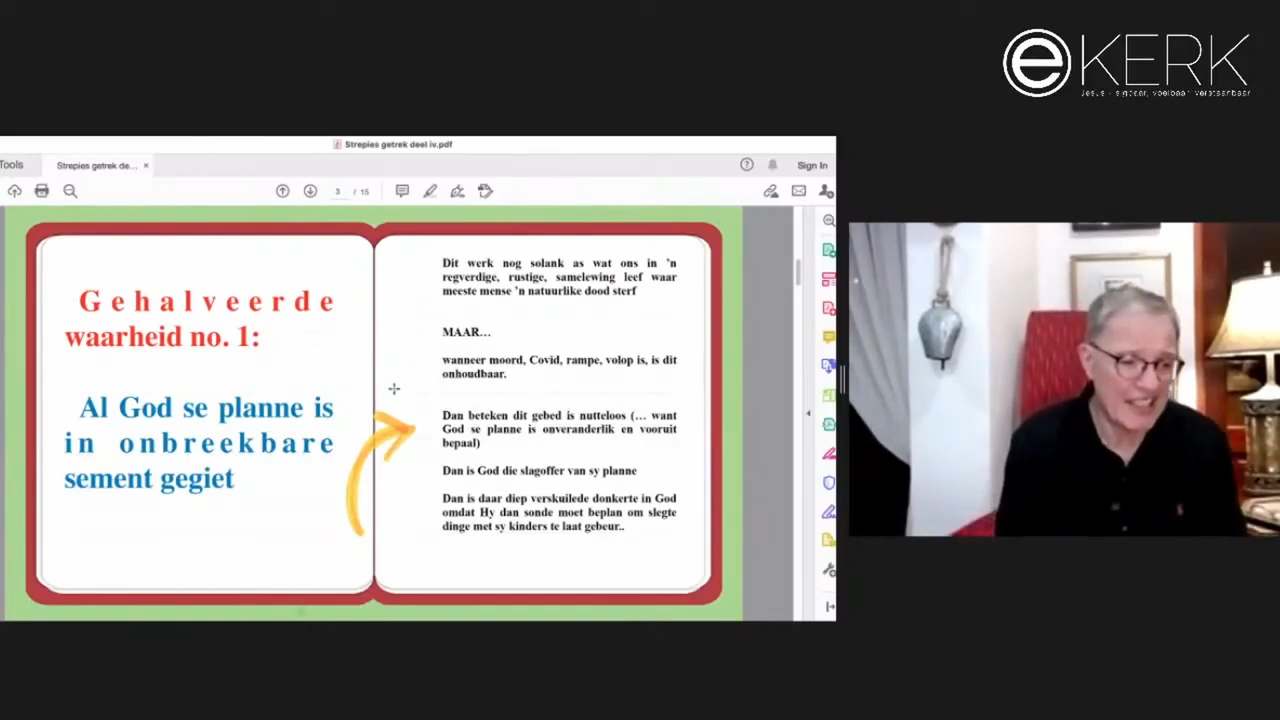 e KERK
Strepies getrek deel iv.pdf
Tools
Strepies getrek de... ×
Sign In
3 / 15
Gehalveerde
waarheid no. 1:
Al God se planne is
in onbreekbare
sement gegiet
Dit werk nog solank as wat ons in 'n
regverdige, rustige, samelewing leef waar
meeste mense 'n natuurlike dood sterf
MAAR...
wanneer moord, Covid, rampe, volop is, is dit
onhoudbaar.
Dan beteken dit gebed is nutteloos (... want
God se planne is onveranderlik en vooruit
bepaal)
Dan is God die slagoffer van sy planne
Dan is daar diep verskuilede donkerte in God
omdat Hy dan sonde moet beplan om slegte
dinge met sy kinders te laat gebeur..